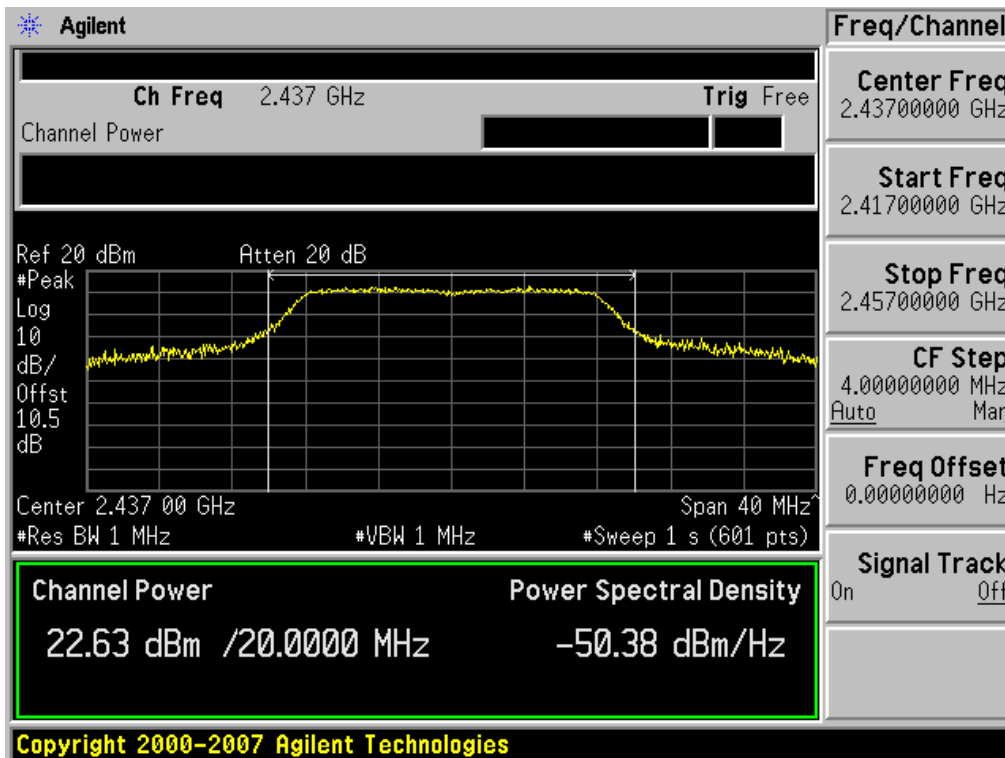 Agilent
Freq/Channel
Ch Freq 2.437 GHz Trig Free
Channel Power
Center Freq
2.43700000 GHz
Start Freq
2.41700000 GHz
Stop Freq
2.45700000 GHz
CF Step
4.00000000 MHz
Auto Man
Freq Offset
0.00000000 Hz
Signal Track
On Off
Ref 20 dBm Atten 20 dB
#Peak
Log
10
dB/
Offst
10.5
dB
Center 2.437 00 GHz Span 40 MHz^
#Res BW 1 MHz #VBW 1 MHz #Sweep 1 s (601 pts)
Channel Power Power Spectral Density
22.63 dBm /20.0000 MHz -50.38 dBm/Hz
Copyright 2000-2007 Agilent Technologies